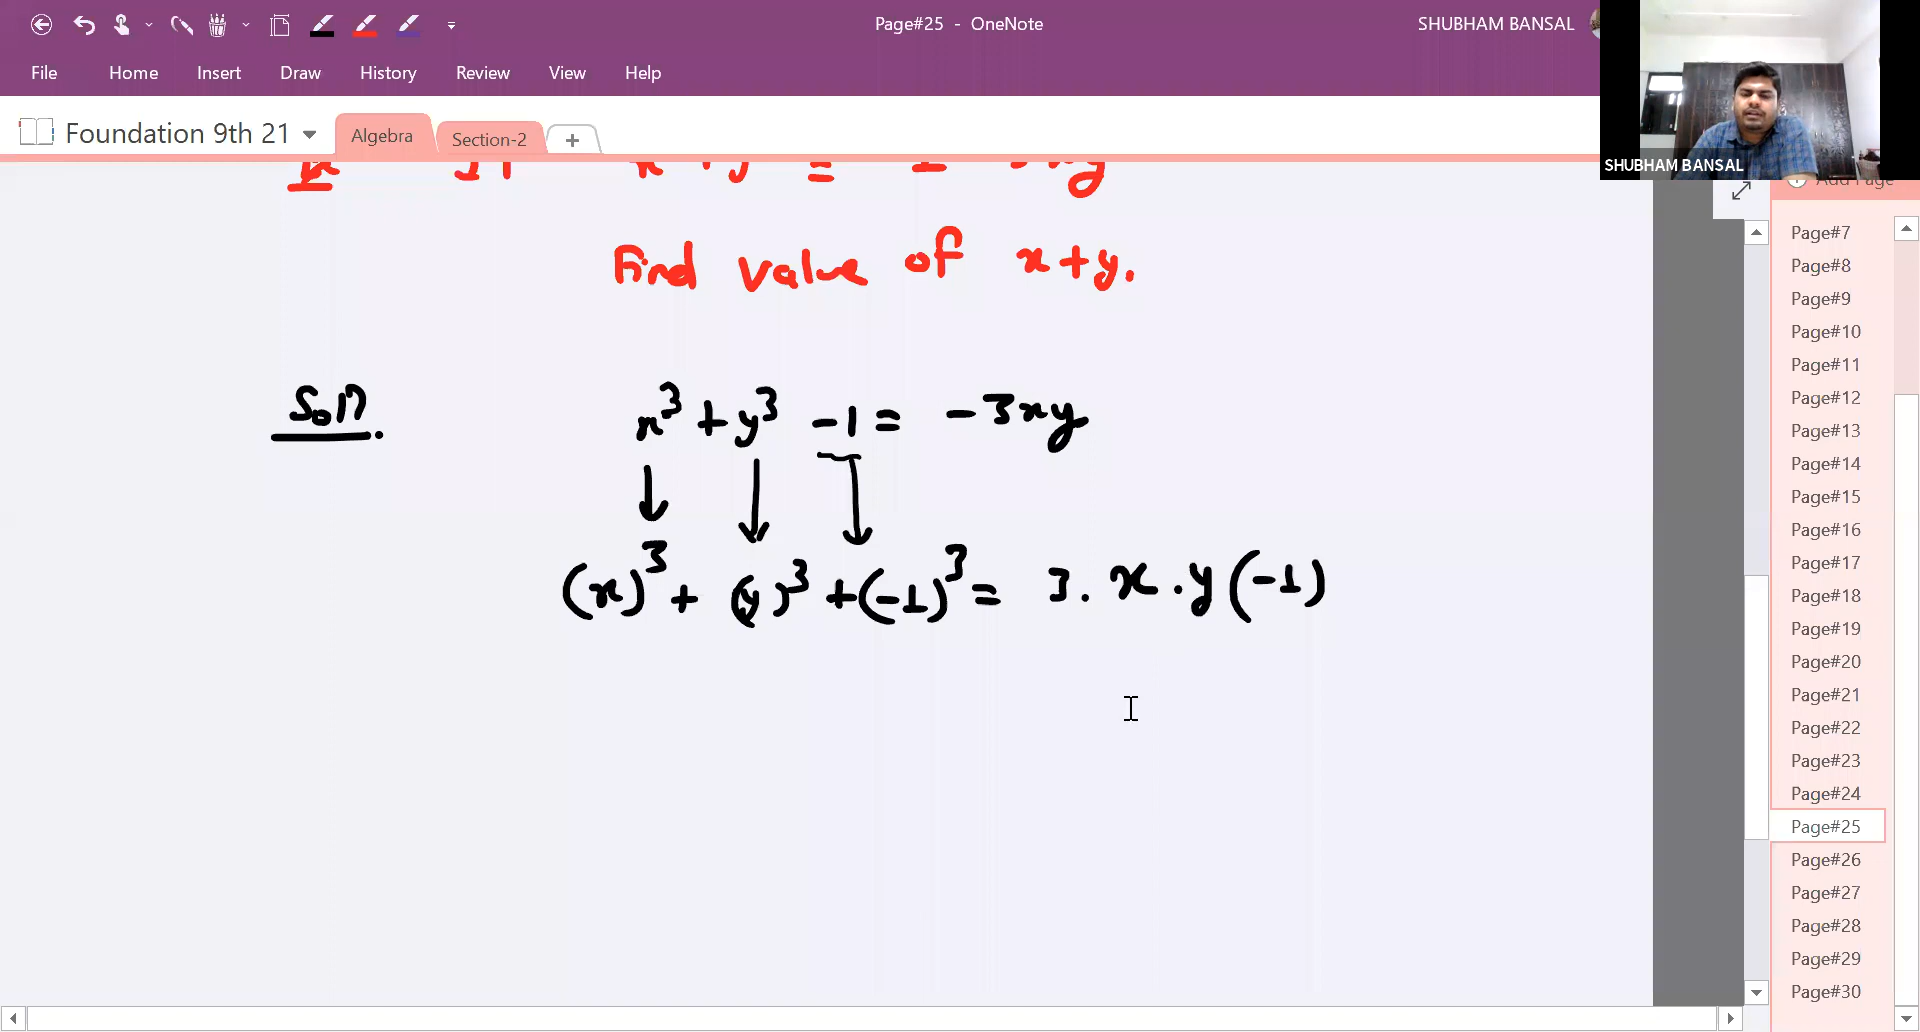 Page#25 - OneNote
SHUBHAM BANSAL
File Home Insert Draw History Review View Help
Foundation 9th 21
Algebra
Section-2
SHUBHAM BANSAL
Add Page
Find value of x+y.
Soln.
x³ + y³ -1 = -3xy
(x)³ + (y)³ + (-1)³ = 3. x . y (-1)
Page#7
Page#8
Page#9
Page#10
Page#11
Page#12
Page#13
Page#14
Page#15
Page#16
Page#17
Page#18
Page#19
Page#20
Page#21
Page#22
Page#23
Page#24
Page#25
Page#26
Page#27
Page#28
Page#29
Page#30